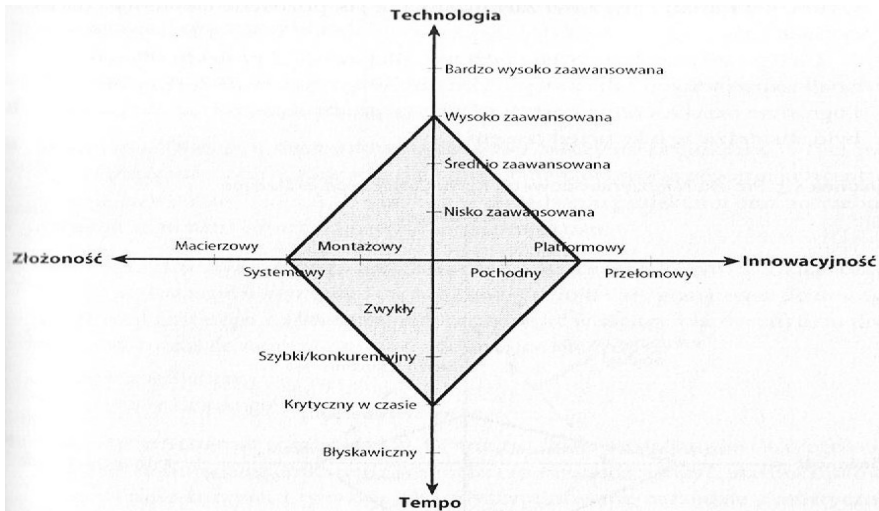 Technologia
Bardzo wysoko zaawansowana
Wysoko zaawansowana
Średnio zaawansowana
Nisko zaawansowana
Macierzowy
Montażowy
Platformowy
Złożoność
Innowacyjność
Systemowy
Pochodny
Przełomowy
Zwykły
Szybki/konkurencyjny
Krytyczny w czasie
Błyskawiczny
Tempo